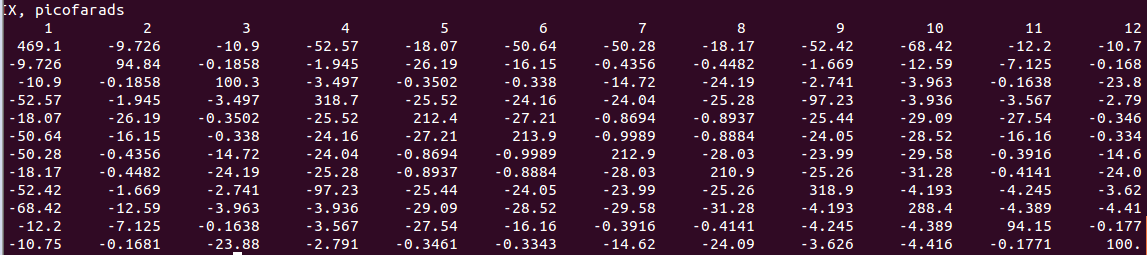 IX, picofarads
1 2 3 4 5 6 7 8 9 10 11 12
469.1 -9.726 -10.9 -52.57 -18.07 -50.64 -50.28 -18.17 -52.42 -68.42 -12.2 -10.7
-9.726 94.84 -0.1858 -1.945 -26.19 -16.15 -0.4356 -0.4482 -1.669 -12.59 -7.125 -0.168
-10.9 -0.1858 100.3 -3.497 -0.3502 -0.338 -14.72 -24.19 -2.741 -3.963 -0.1638 -23.8
-52.57 -1.945 -3.497 318.7 -25.52 -24.16 -24.04 -25.28 -97.23 -3.936 -3.567 -2.79
-18.07 -26.19 -0.3502 -25.52 212.4 -27.21 -0.8694 -0.8937 -25.44 -29.09 -27.54 -0.346
-50.64 -16.15 -0.338 -24.16 -27.21 213.9 -0.9989 -0.8884 -24.05 -28.52 -16.16 -0.334
-50.28 -0.4356 -14.72 -24.04 -0.8694 -0.9989 212.9 -28.03 -23.99 -29.58 -0.3916 -14.6
-18.17 -0.4482 -24.19 -25.28 -0.8937 -0.8884 -28.03 210.9 -25.26 -31.28 -0.4141 -24.0
-52.42 -1.669 -2.741 -97.23 -25.44 -24.05 -23.99 -25.26 318.9 -4.193 -4.245 -3.62
-68.42 -12.59 -3.963 -3.936 -29.09 -28.52 -29.58 -31.28 -4.193 288.4 -4.389 -4.41
-12.2 -7.125 -0.1638 -3.567 -27.54 -16.16 -0.3916 -0.4141 -4.245 -4.389 94.15 -0.177
-10.75 -0.1681 -23.88 -2.791 -0.3461 -0.3343 -14.62 -24.09 -3.626 -4.416 -0.1771 100.